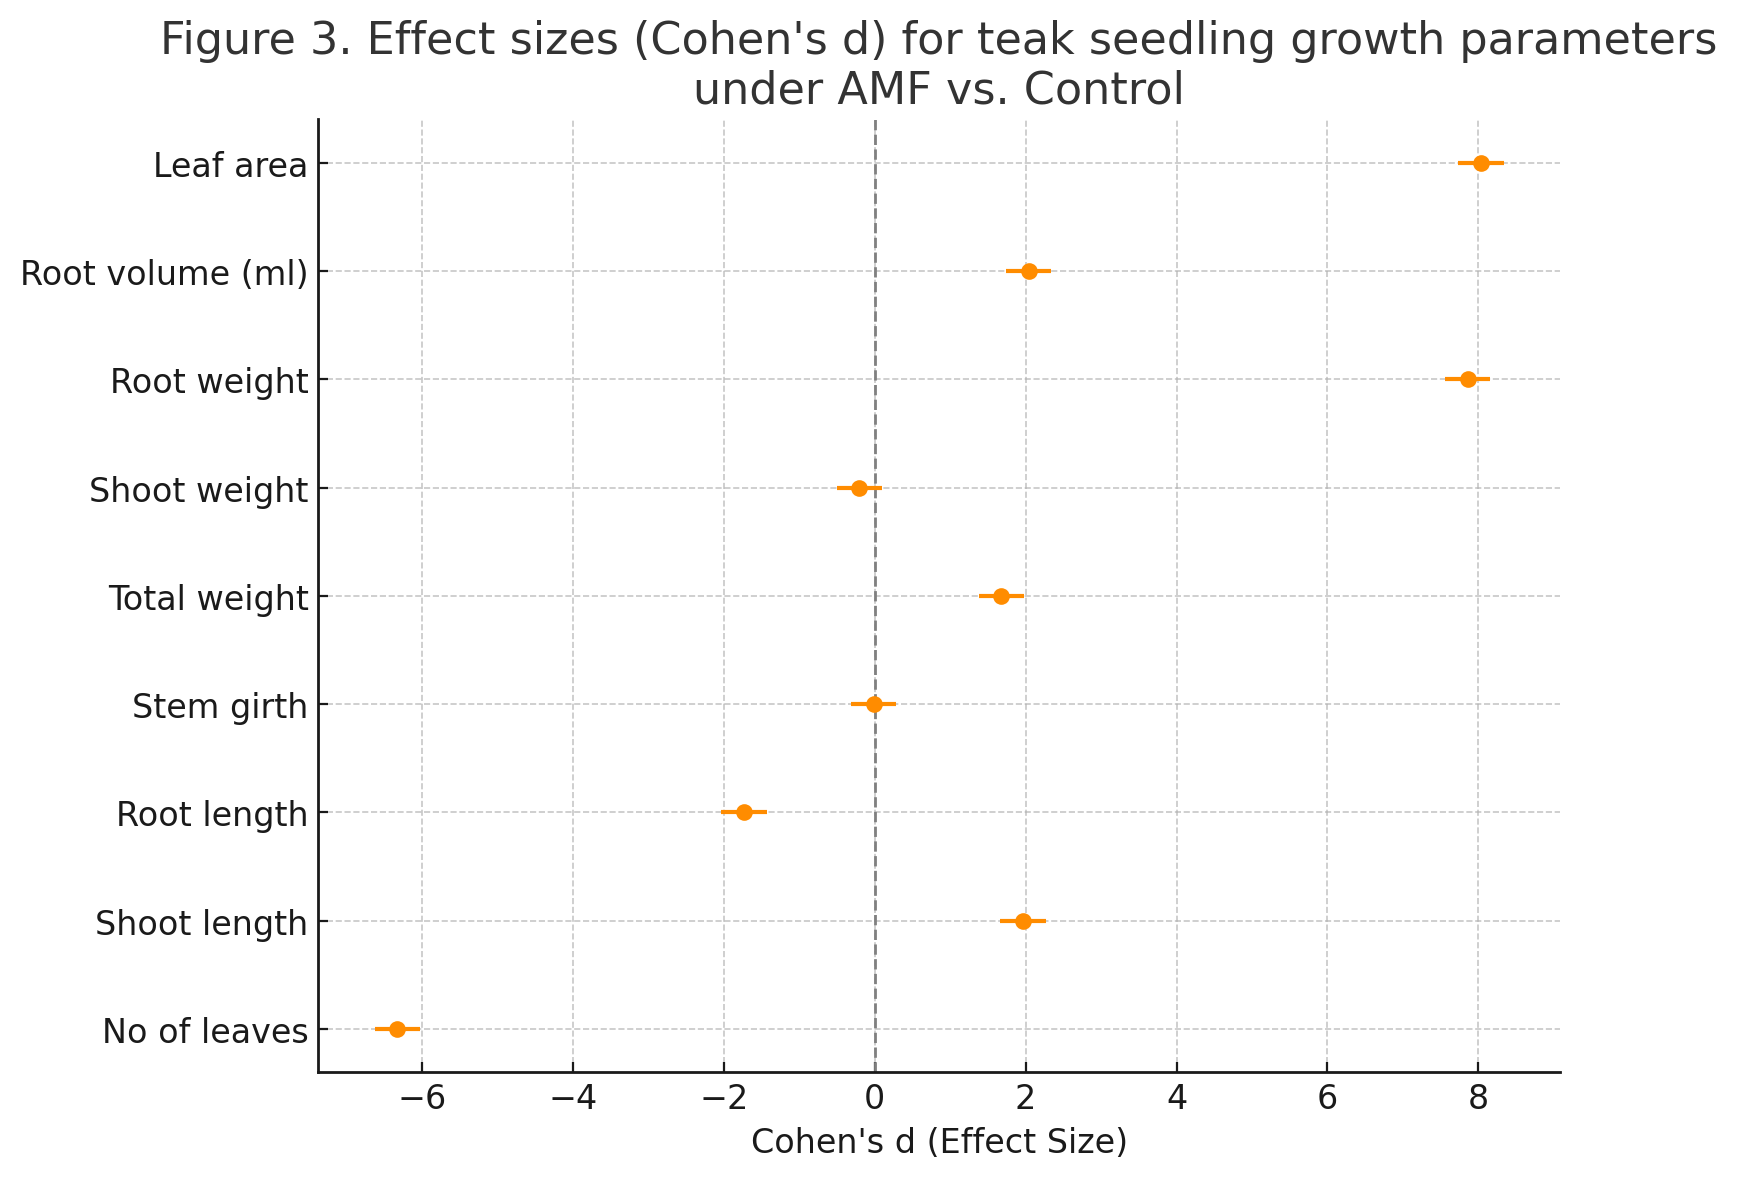 Figure 3. Effect sizes (Cohen's d) for teak seedling growth parameters
under AMF vs. Control
Leaf area
Root volume (ml)
Root weight
Shoot weight
Total weight
Stem girth
Root length
Shoot length
No of leaves
−6 −4 −2 0 2 4 6 8
Cohen's d (Effect Size)